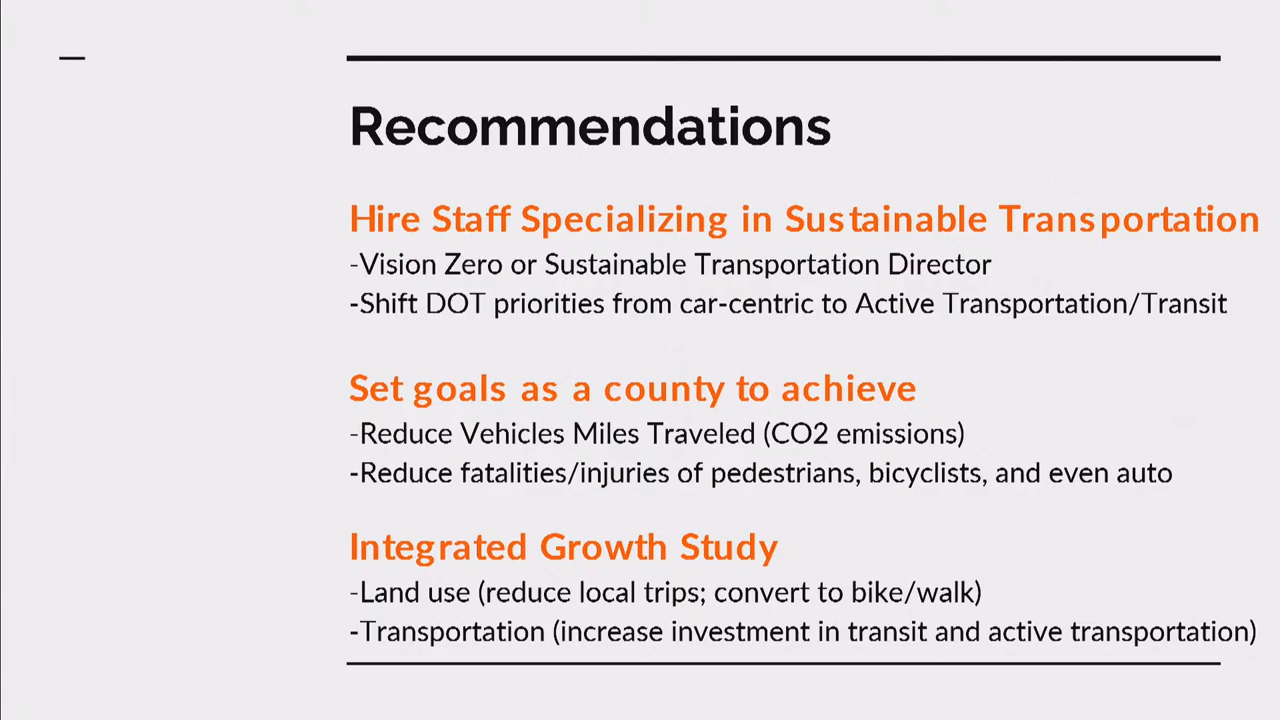 Recommendations
Hire Staff Specializing in Sustainable Transportation
-Vision Zero or Sustainable Transportation Director
-Shift DOT priorities from car-centric to Active Transportation/Transit
Set goals as a county to achieve
-Reduce Vehicles Miles Traveled (CO2 emissions)
-Reduce fatalities/injuries of pedestrians, bicyclists, and even auto
Integrated Growth Study
-Land use (reduce local trips; convert to bike/walk)
-Transportation (increase investment in transit and active transportation)